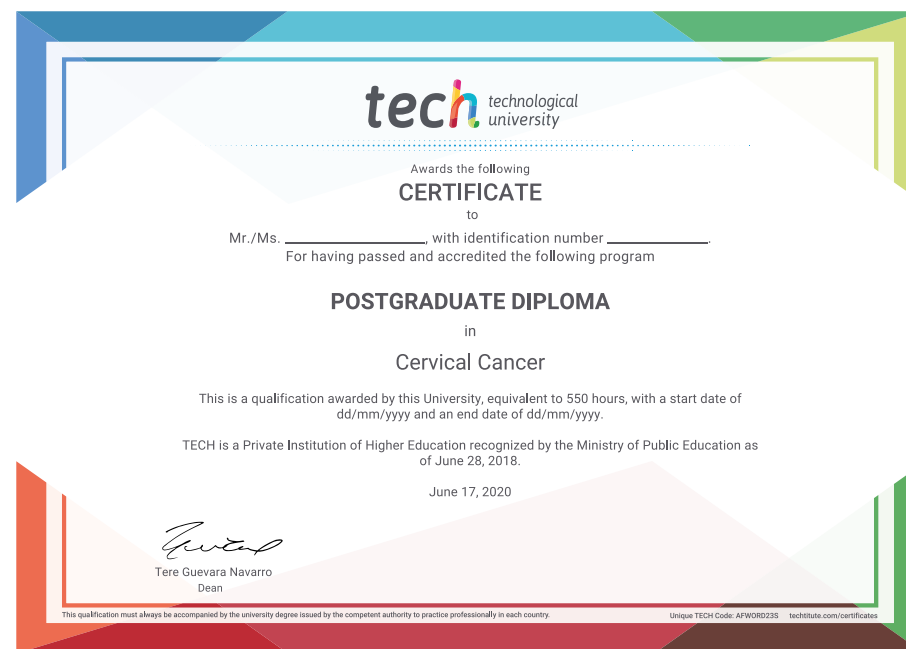 tech technological
university
Awards the following
CERTIFICATE
to
Mr./Ms. ____________________, with identification number ______________.
For having passed and accredited the following program
POSTGRADUATE DIPLOMA
in
Cervical Cancer
This is a qualification awarded by this University, equivalent to 550 hours, with a start date of
dd/mm/yyyy and an end date of dd/mm/yyyy.
TECH is a Private Institution of Higher Education recognized by the Ministry of Public Education as
of June 28, 2018.
June 17, 2020
Tere Guevara Navarro
Dean
This qualification must always be accompanied by the university degree issued by the competent authority to practice professionally in each country.
Unique TECH Code: AFWORD23S techtitute.com/certificates